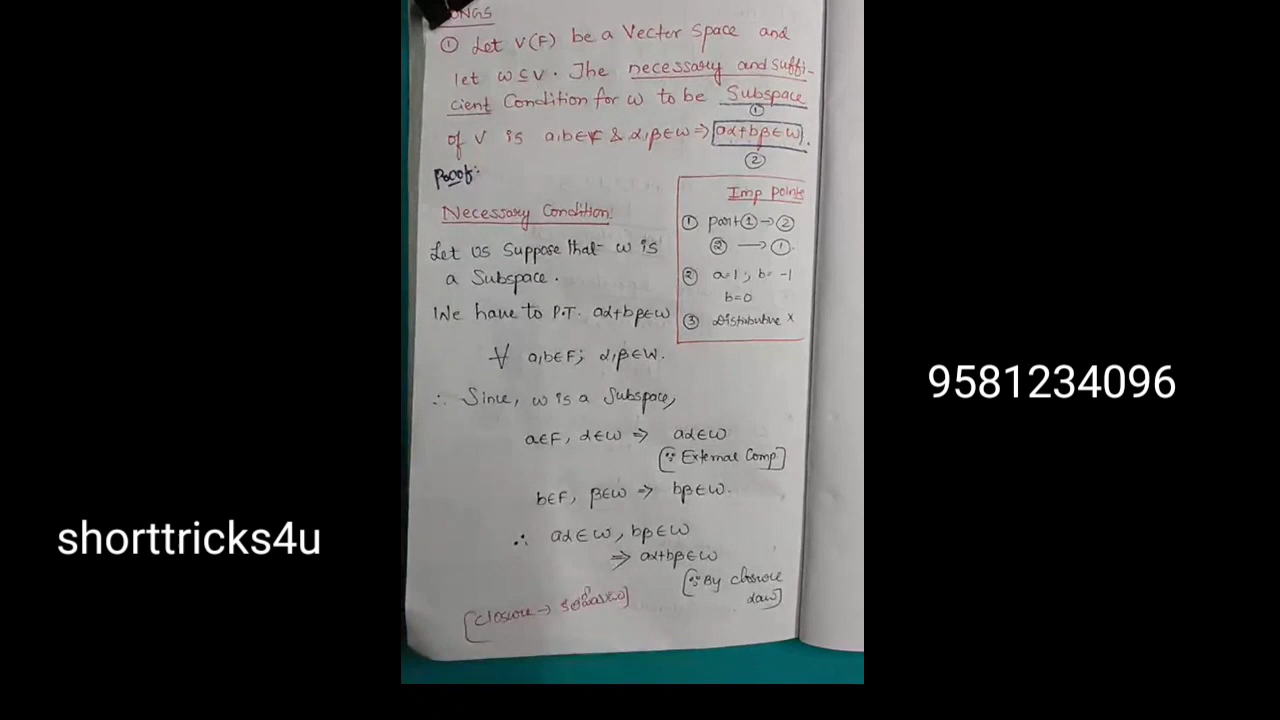 ① Let V(F) be a Vector Space and
let W ⊆ V. The necessary and suffi-
cient Condition for W to be Subspace
①
of V is a,b∈F & α,β∈W ⇒ aα+bβ∈W.
②
Proof:
Imp points
① part ① → ②
② → ①.
② a=1; b= -1
b=0
③ Distributive x
Necessary Condition:
Let us Suppose that W is
a Subspace.
We have to P.T. aα+bβ∈W
∀ a,b∈F; α,β∈W.
∴ Since, W is a Subspace,
a∈F, α∈W ⇒ aα∈W
[∵ External Comp]
b∈F, β∈W ⇒ bβ∈W.
∴ aα∈W, bβ∈W
⇒ aα+bβ∈W
[∵ By closure
Law]
[closure →
9581234096
shorttricks4u